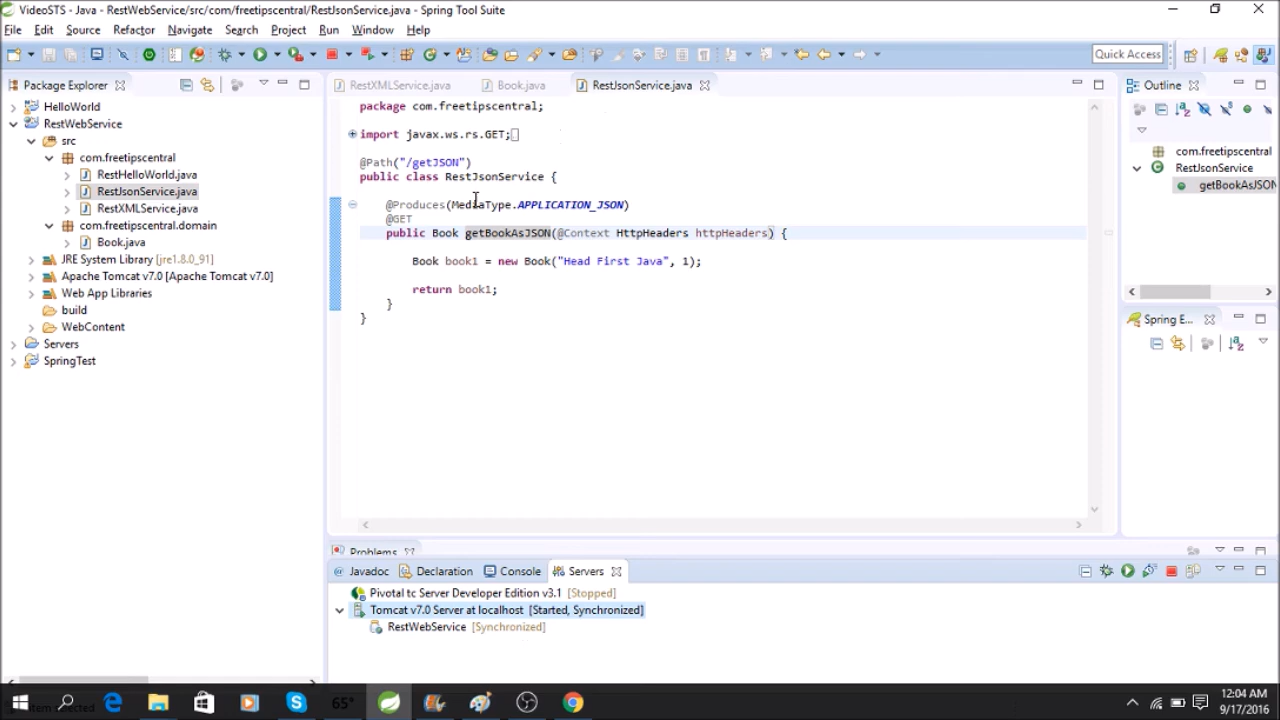 VideoSTS - Java - RestWebService/src/com/freetipscentral/RestJsonService.java - Spring Tool Suite
File Edit Source Refactor Navigate Search Project Run Window Help
Quick Access
Package Explorer
HelloWorld
RestWebService
src
com.freetipscentral
RestHelloWorld.java
RestJsonService.java
RestXMLService.java
com.freetipscentral.domain
Book.java
JRE System Library [jre1.8.0_91]
Apache Tomcat v7.0 [Apache Tomcat v7.0]
Web App Libraries
build
WebContent
Servers
SpringTest
RestXMLService.java Book.java RestJsonService.java
package com.freetipscentral;
import javax.ws.rs.GET;
@Path("/getJSON")
public class RestJsonService {
@Produces(MediaType.APPLICATION_JSON)
@GET
public Book getBookAsJSON(@Context HttpHeaders httpHeaders) {
Book book1 = new Book("Head First Java", 1);
return book1;
}
}
Outline
com.freetipscentral
RestJsonService
getBookAsJSON
Spring E...
Problems
Javadoc Declaration Console Servers
Pivotal tc Server Developer Edition v3.1 [Stopped]
Tomcat v7.0 Server at localhost [Started, Synchronized]
RestWebService [Synchronized]
65°
12:04 AM
9/17/2016